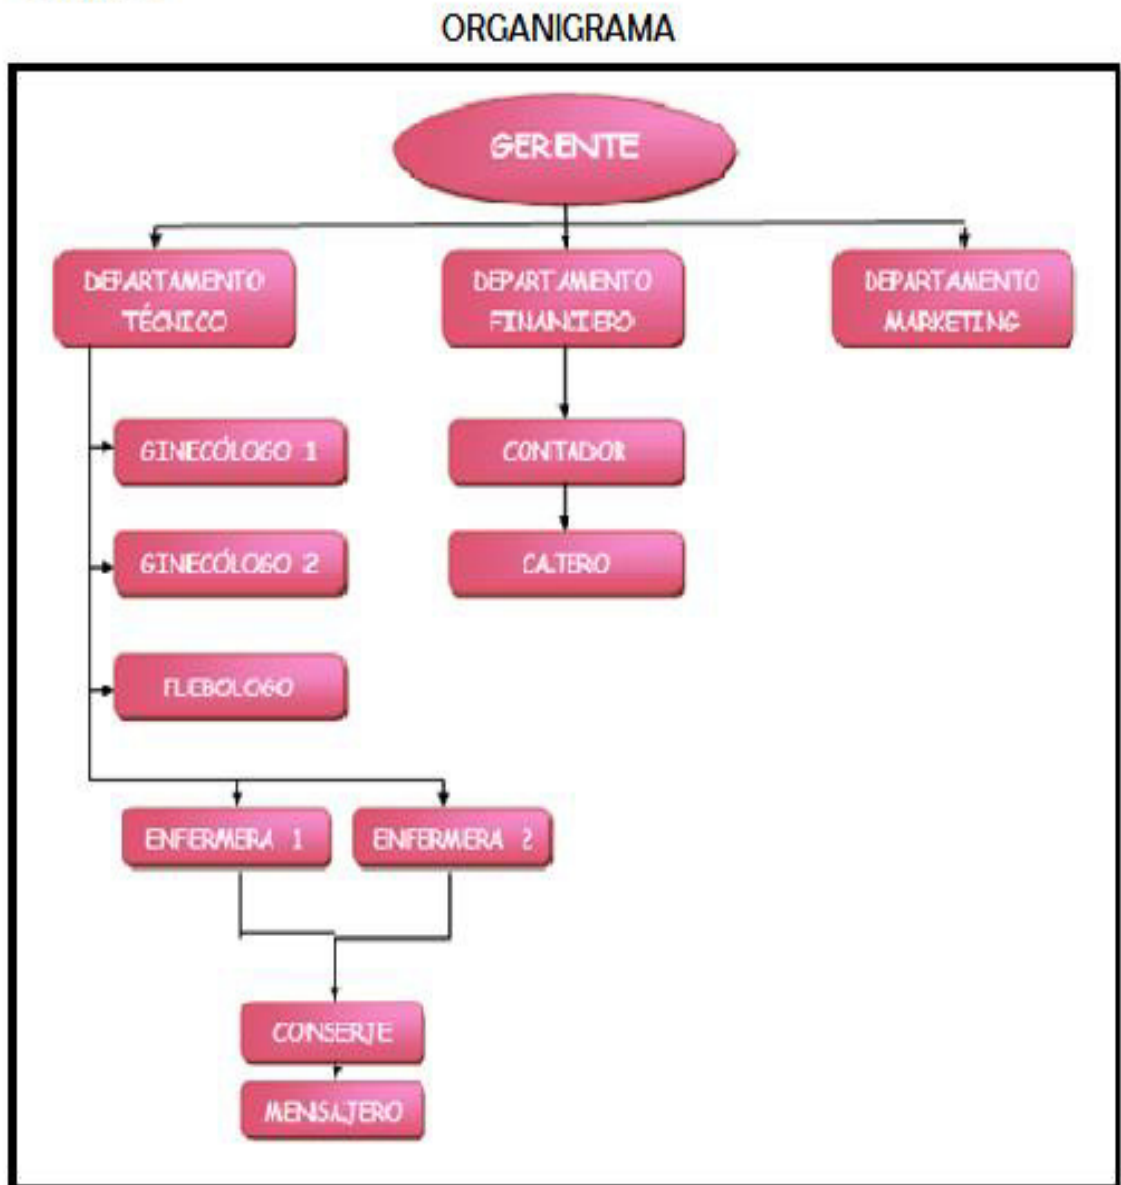 ORGANIGRAMA
GERENTE
DEPARTAMENTO
TÉCNICO
DEPARTAMENTO
FINANCIERO
DEPARTAMENTO
MARKETING
GINECÓLOGO 1
CONTADOR
GINECÓLOGO 2
CAJERO
FLEBOLOGO
ENFERMERA 1
ENFERMERA 2
CONSERJE
MENSAJERO